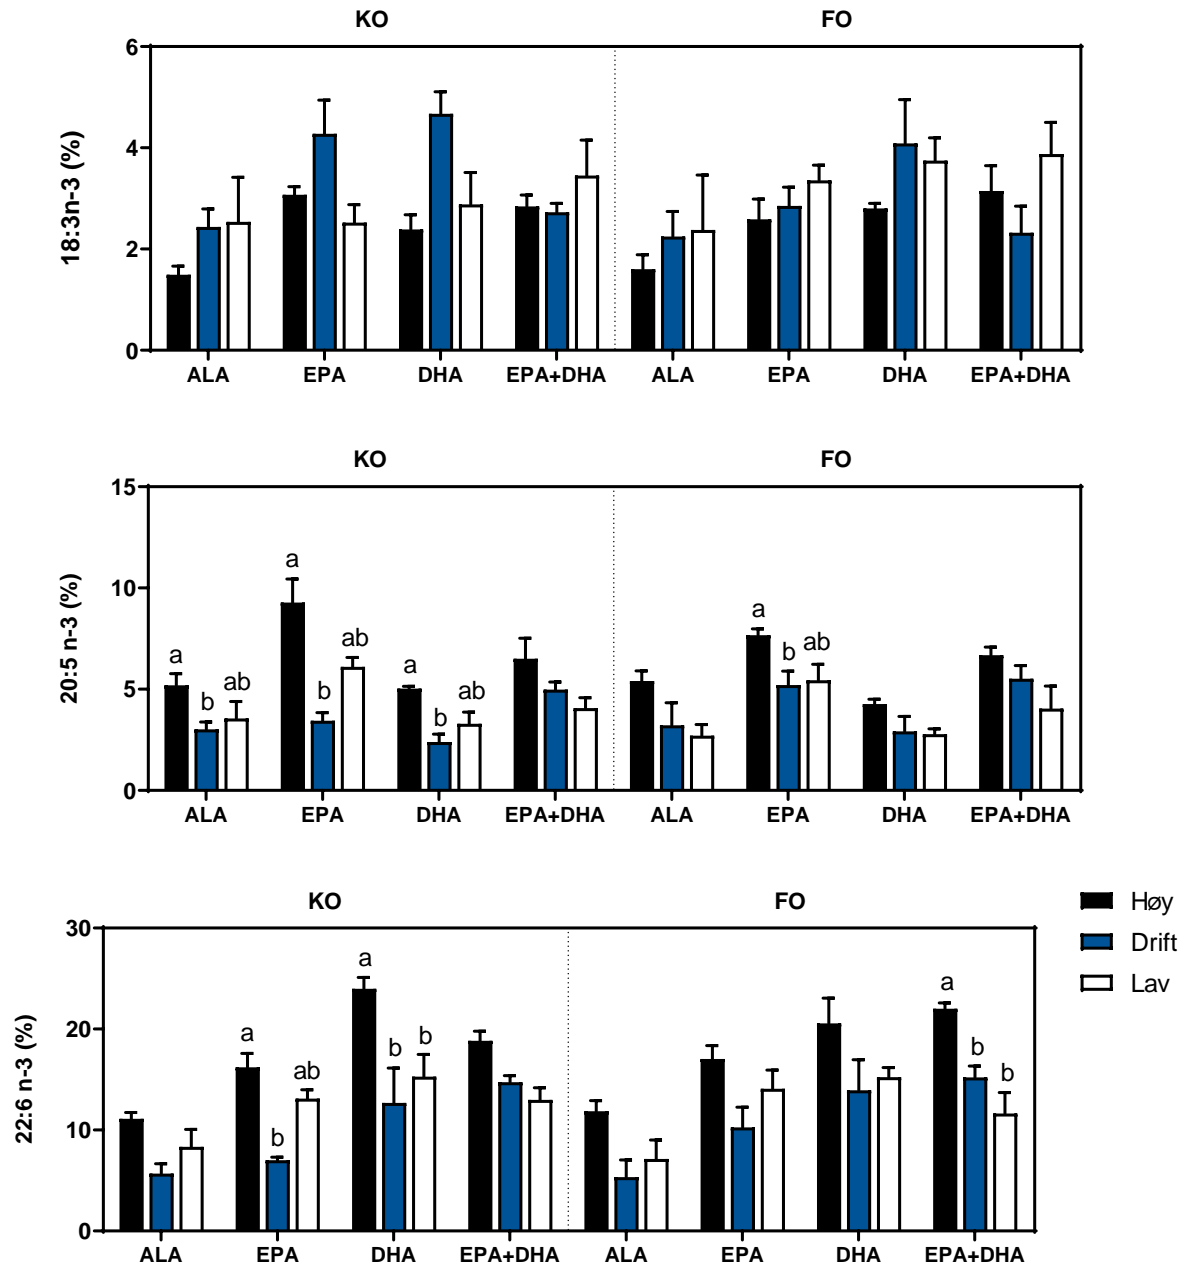 KO FO
18:3n-3 (%)
6
4
2
0
ALA EPA DHA EPA+DHA ALA EPA DHA EPA+DHA
KO FO
20:5 n-3 (%)
15
10
5
0
a b ab a b ab a b ab a b ab
ALA EPA DHA EPA+DHA ALA EPA DHA EPA+DHA
KO FO
22:6 n-3 (%)
30
20
10
0
a b ab a b b a b b
ALA EPA DHA EPA+DHA ALA EPA DHA EPA+DHA
Høy
Drift
Lav